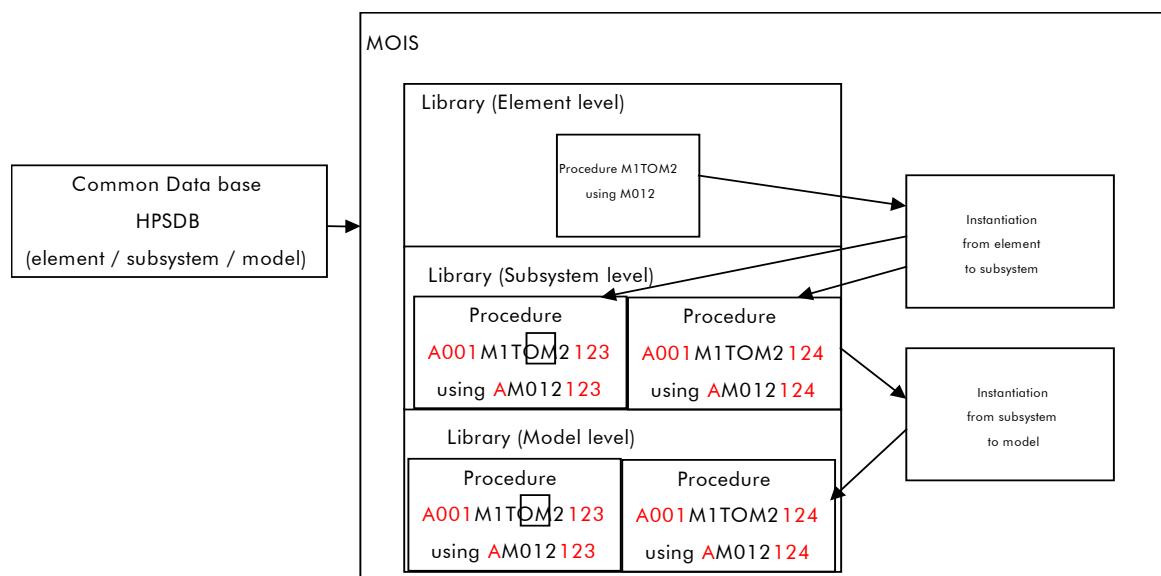 MOIS
Library (Element level)
Procedure M1TOM2
using M012
Common Data base
HPSDB
(element / subsystem / model)
Instantiation
from element
to subsystem
Library (Subsystem level)
Procedure
A001M1TOM2123
using AM012123
Procedure
A001M1TOM2124
using AM012124
Instantiation
from subsystem
to model
Library (Model level)
Procedure
A001M1TOM2123
using AM012123
Procedure
A001M1TOM2124
using AM012124